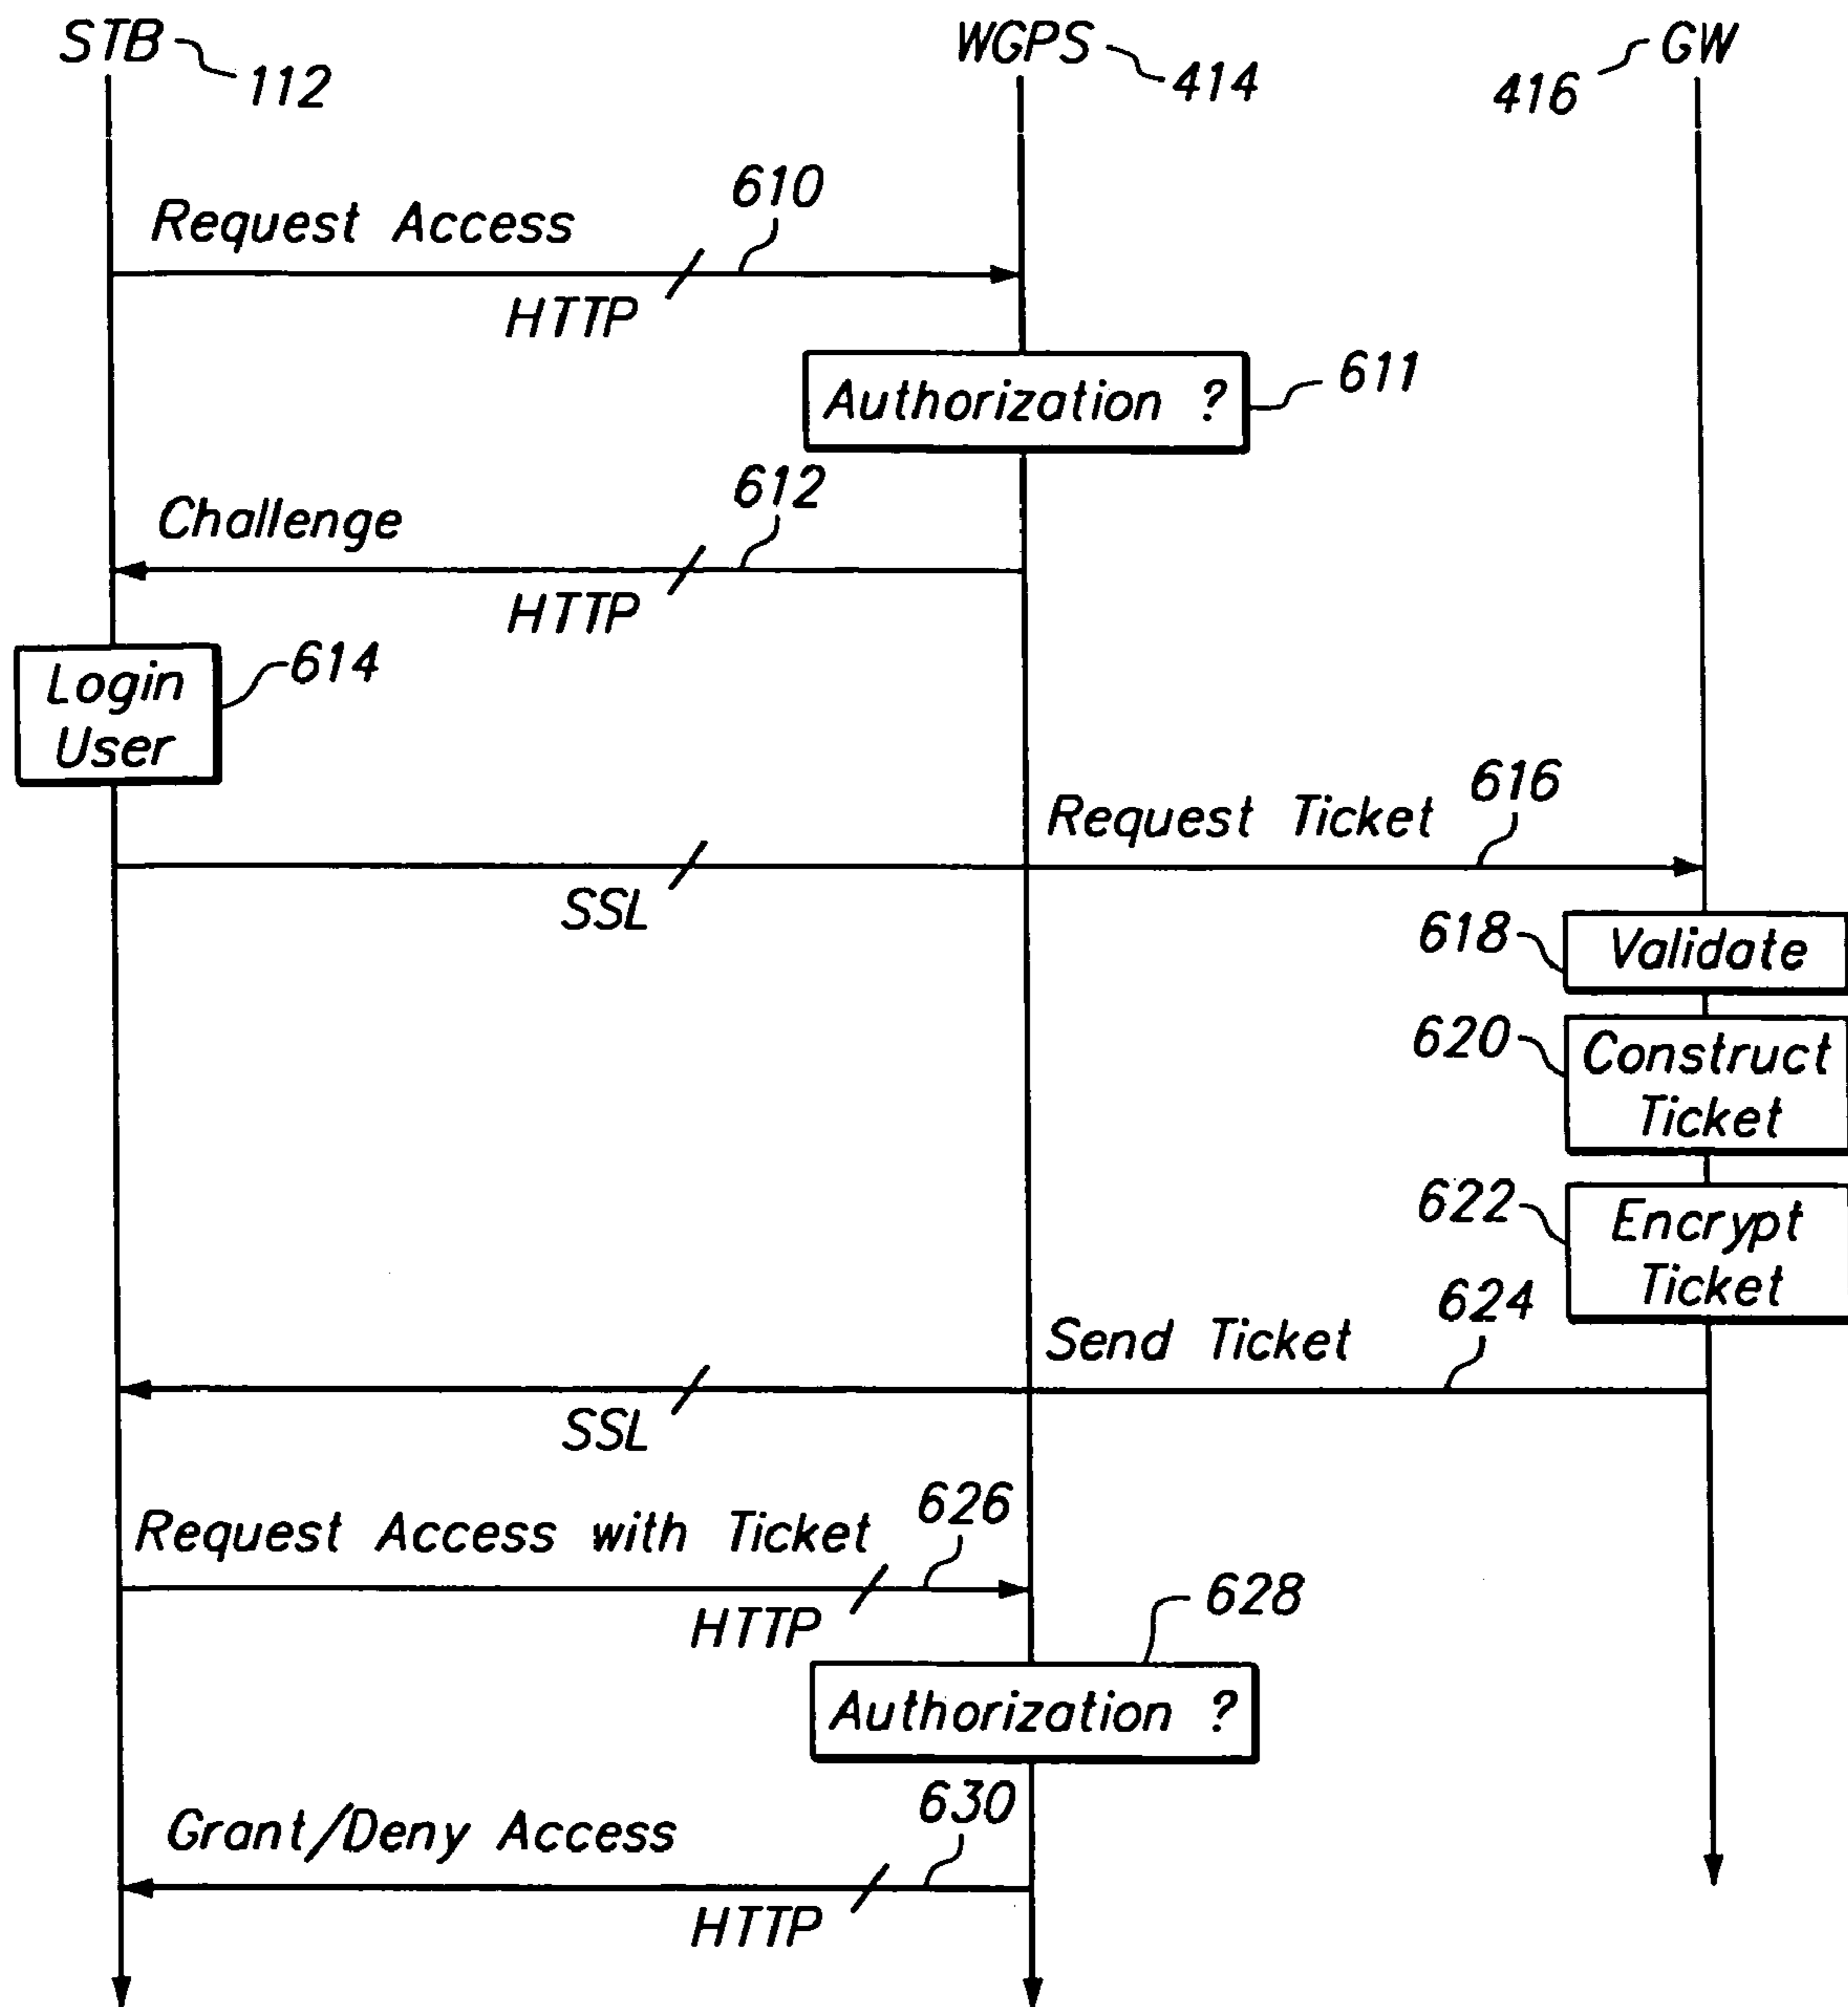 STB
112
WGPS
414
416
GW
610
Request Access
HTTP
Authorization ?
611
612
Challenge
HTTP
Login
User
614
Request Ticket
616
SSL
618
Validate
620
Construct
Ticket
622
Encrypt
Ticket
624
Send Ticket
SSL
626
Request Access with Ticket
HTTP
628
Authorization ?
630
Grant/Deny Access
HTTP